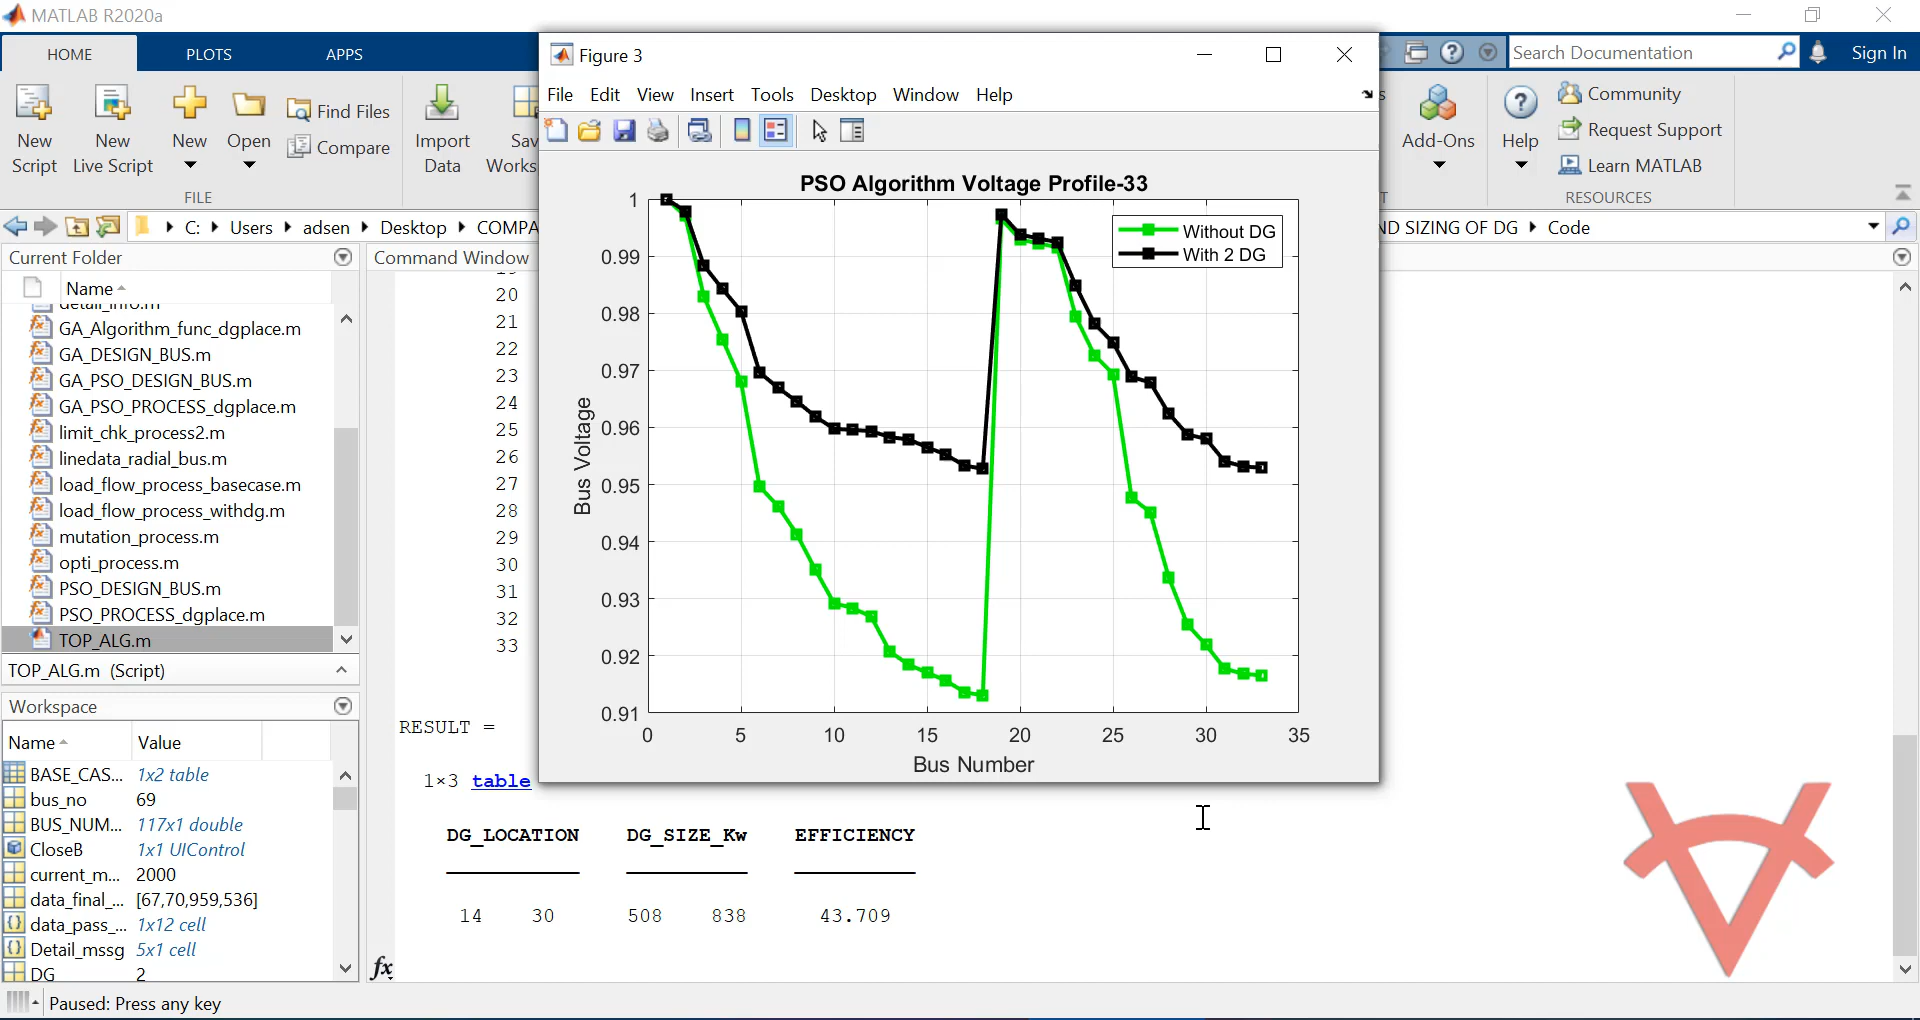 MATLAB R2020a
HOME
PLOTS
APPS
Search Documentation
Sign In
New Script
New Live Script
New
Open
Find Files
Compare
FILE
Import Data
Community
Request Support
Learn MATLAB
Add-Ons
Help
RESOURCES
C: Users adsen Desktop
SIZING OF DG Code
Current Folder
Name
GA_Algorithm_func_dgplace.m
GA_DESIGN_BUS.m
GA_PSO_DESIGN_BUS.m
GA_PSO_PROCESS_dgplace.m
limit_chk_process2.m
linedata_radial_bus.m
load_flow_process_basecase.m
load_flow_process_withdg.m
mutation_process.m
opti_process.m
PSO_DESIGN_BUS.m
PSO_PROCESS_dgplace.m
TOP_ALG.m
TOP_ALG.m (Script)
Workspace
Name Value
BASE_CAS... 1x2 table
bus_no 69
BUS_NUM... 117x1 double
CloseB 1x1 UIControl
current_m... 2000
data_final_... [67,70,959,536]
data_pass_... 1x12 cell
Detail_mssg 5x1 cell
DG 2
Paused: Press any key
Command Window
20
21
22
23
24
25
26
27
28
29
30
31
32
33
RESULT =
1×3 table
DG_LOCATION DG_SIZE_Kw EFFICIENCY
14 30 508 838 43.709
fx
Figure 3
File Edit View Insert Tools Desktop Window Help
PSO Algorithm Voltage Profile-33
Without DG
With 2 DG
Bus Voltage
1
0.99
0.98
0.97
0.96
0.95
0.94
0.93
0.92
0.91
0 5 10 15 20 25 30 35
Bus Number